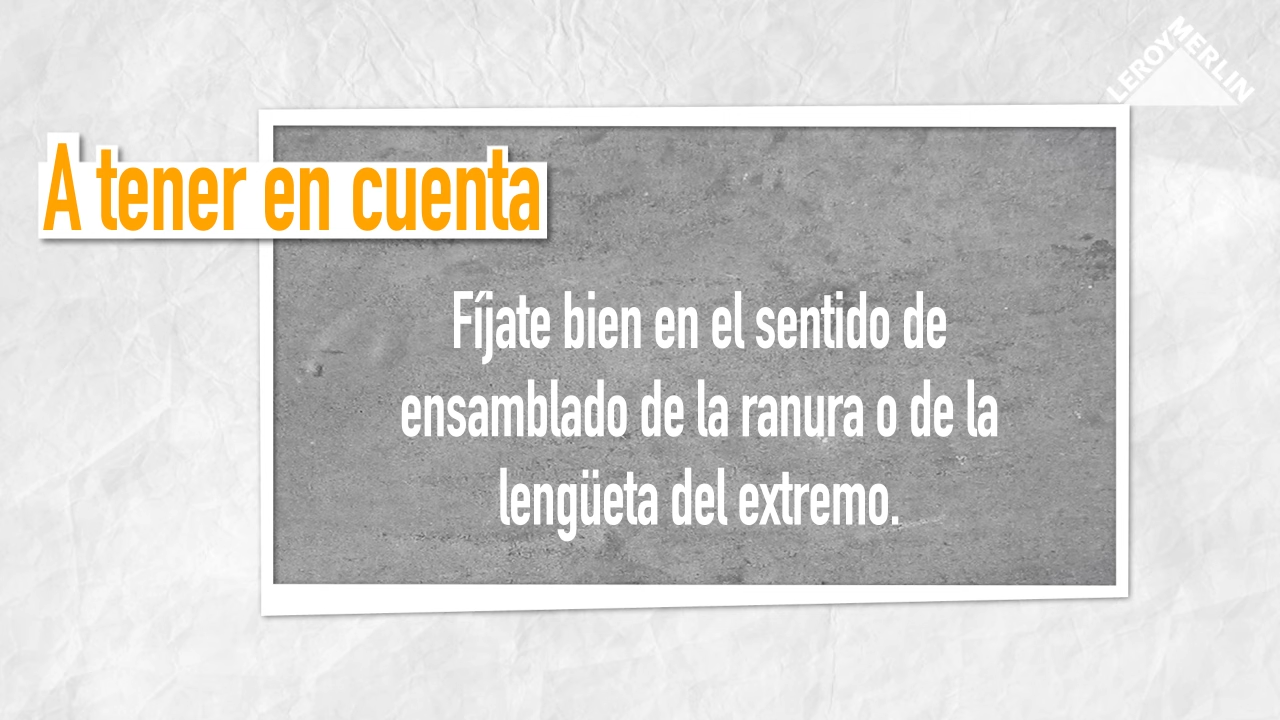 LEROY MERLIN
A tener en cuenta
Fíjate bien en el sentido de
ensamblado de la ranura o de la
lengüeta del extremo.